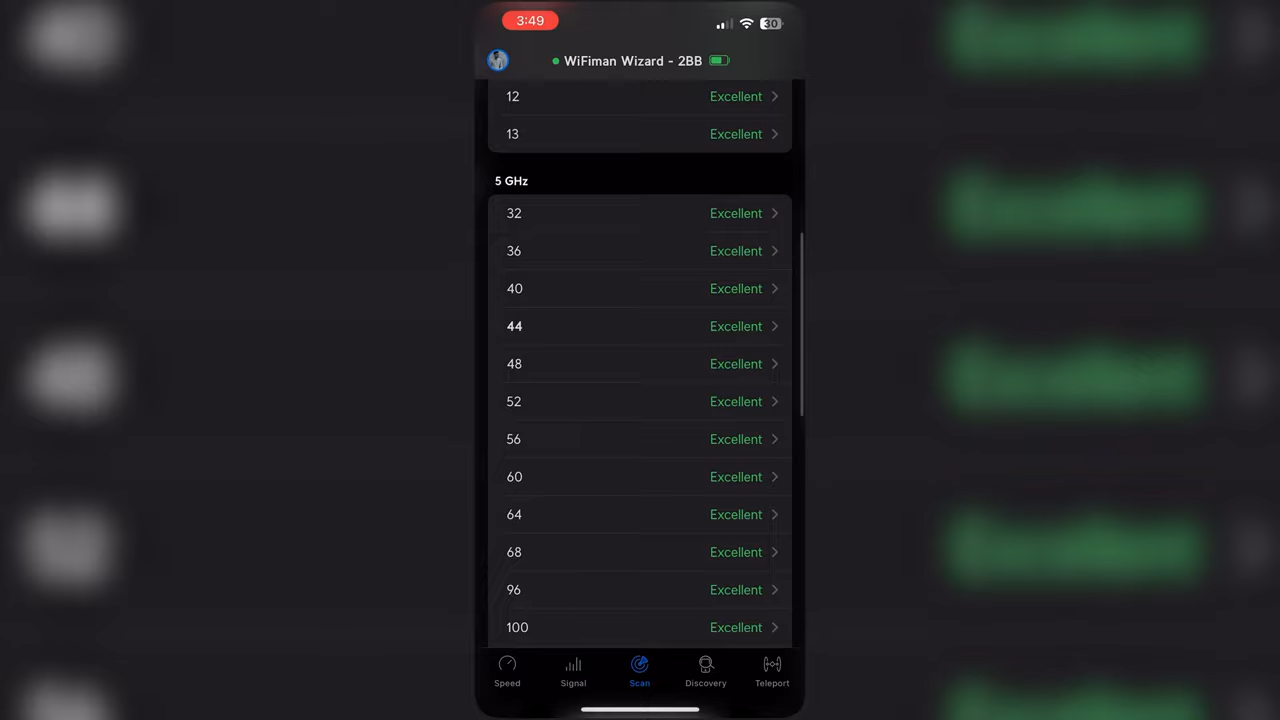 3:49
30
WiFiman Wizard - 2BB
12 Excellent
13 Excellent
5 GHz
32 Excellent
36 Excellent
40 Excellent
44 Excellent
48 Excellent
52 Excellent
56 Excellent
60 Excellent
64 Excellent
68 Excellent
96 Excellent
100 Excellent
Speed Signal Scan Discovery Teleport